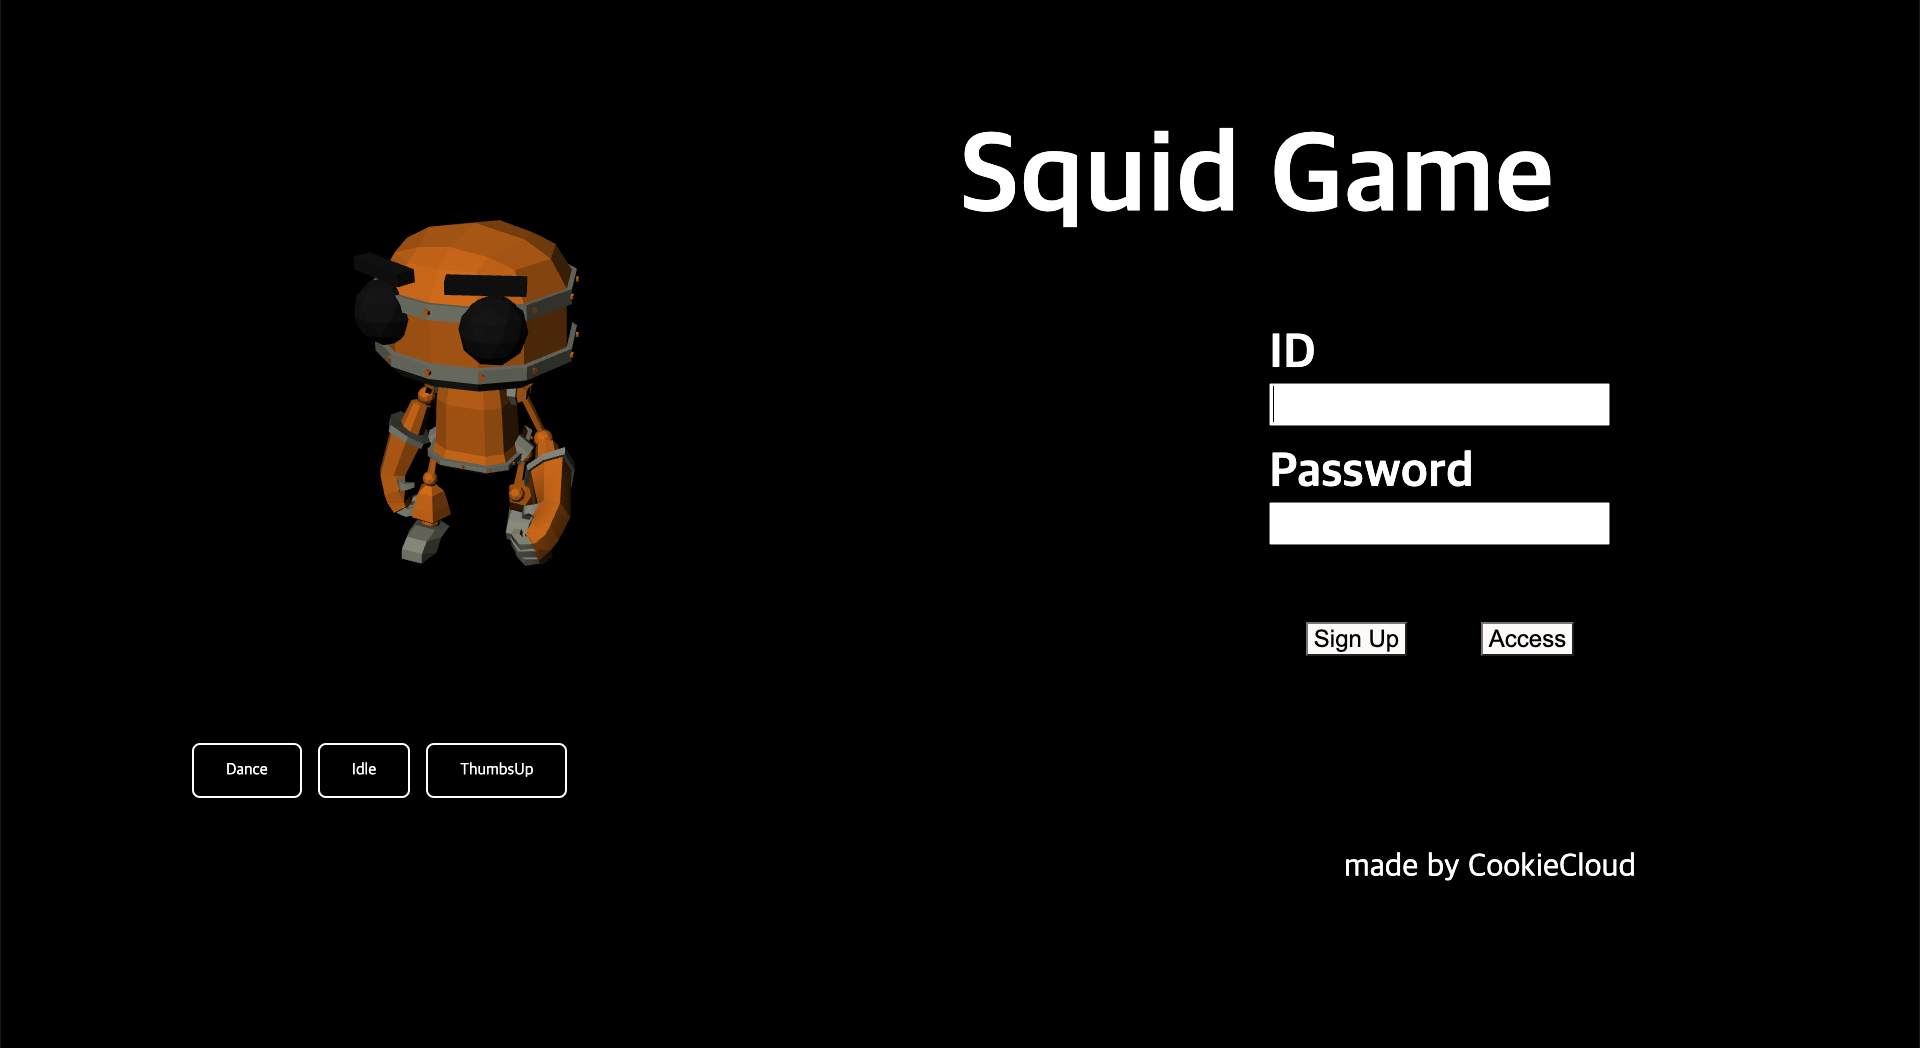 Squid Game
ID
Password
Sign Up
Access
Dance
Idle
ThumbsUp
made by CookieCloud